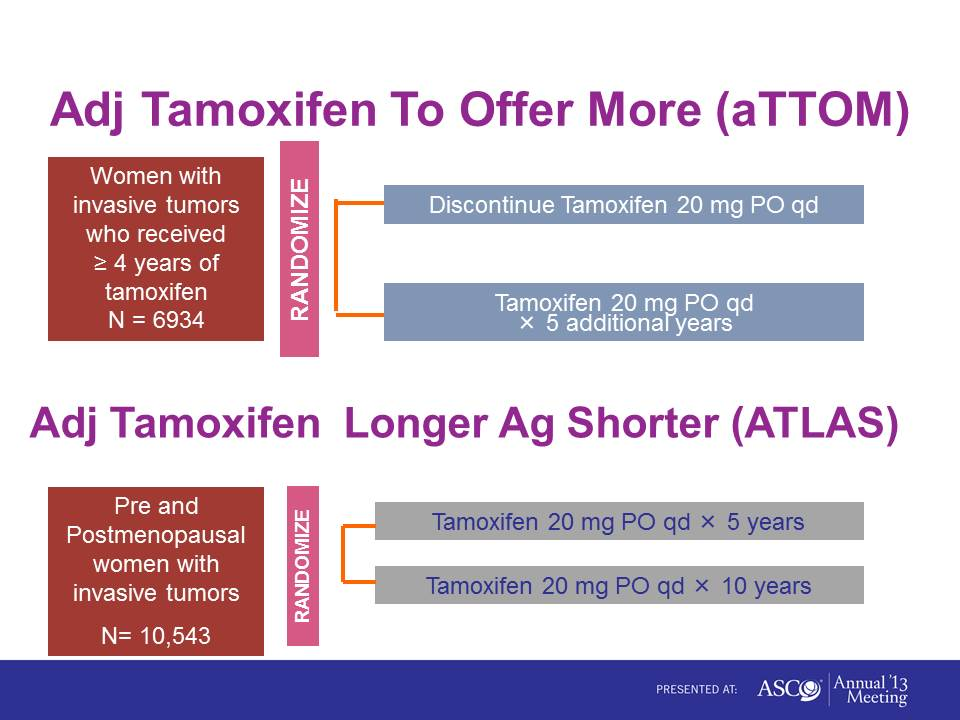 Adj Tamoxifen To Offer More (aTTOM)
Women with
invasive tumors
who received
≥ 4 years of
tamoxifen
N = 6934
RANDOMIZE
Discontinue Tamoxifen 20 mg PO qd
Tamoxifen 20 mg PO qd
× 5 additional years
Adj Tamoxifen Longer Ag Shorter (ATLAS)
Pre and
Postmenopausal
women with
invasive tumors
N= 10,543
RANDOMIZE
Tamoxifen 20 mg PO qd × 5 years
Tamoxifen 20 mg PO qd × 10 years
PRESENTED AT:
ASCO
Annual '13
Meeting